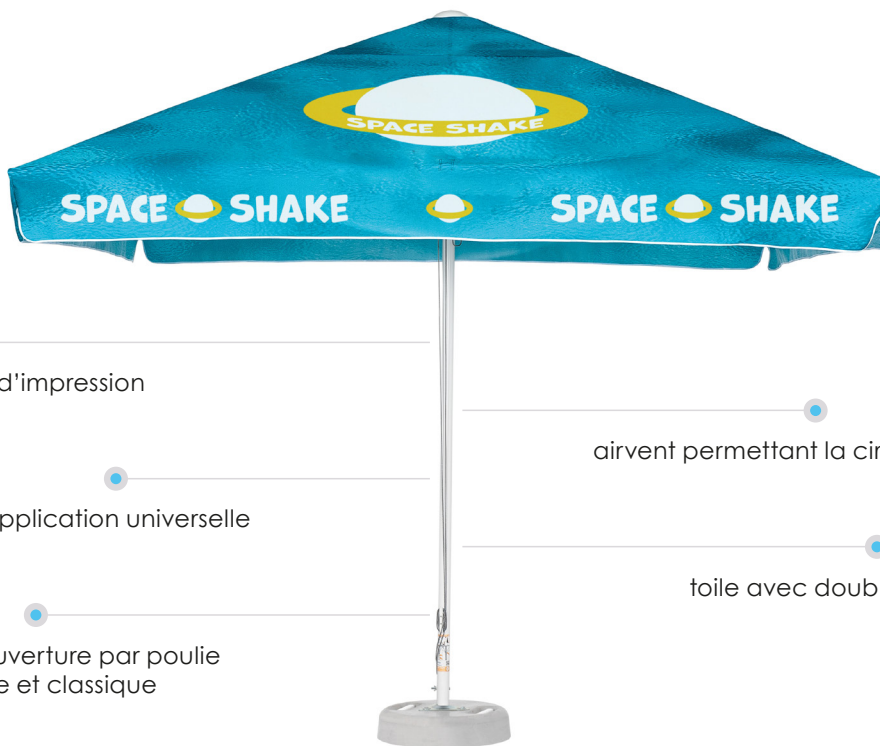 SPACE SHAKE
SPACE SHAKE
SPACE SHAKE
d’impression
airvent permettant la
pplication universelle
toile avec doub
uverture par poulie
e et classique